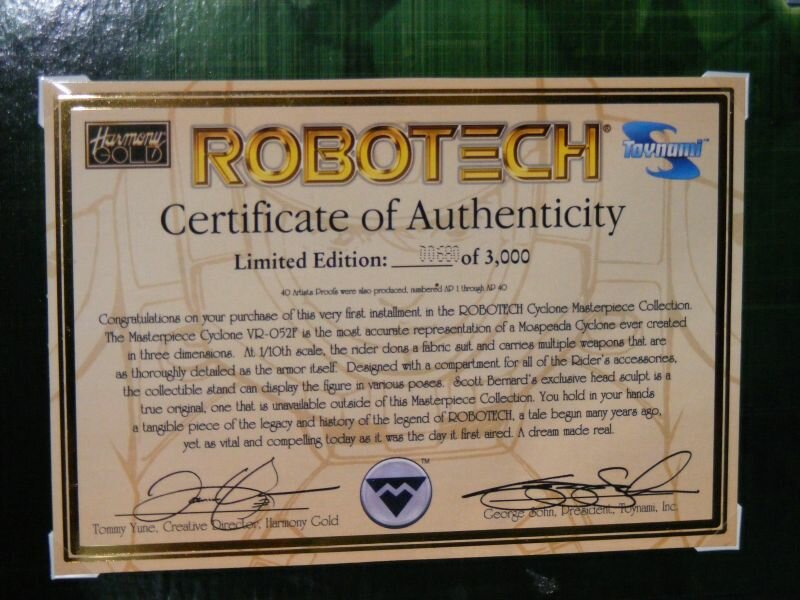 Harmony
GOLD
ROBOTECH®
Toynami™
Certificate of Authenticity
Limited Edition: 00680 of 3,000
40 Artists Proofs were also produced, numbered AP 1 through AP 40
Congratulations on your purchase of this very first installment in the ROBOTECH Cyclone Masterpiece Collection.
The Masterpiece Cyclone VR-052F is the most accurate representation of a Mospeada Cyclone ever created
in three dimensions. At 1/10th scale, the rider dons a fabric suit and carries multiple weapons that are
as thoroughly detailed as the armor itself. Designed with a compartment for all of the Rider's accessories,
the collectible stand can display the figure in various poses. Scott Bernard's exclusive head sculpt is a
true original, one that is unavailable outside of this Masterpiece Collection. You hold in your hands
a tangible piece of the legacy and history of the legend of ROBOTECH, a tale begun many years ago,
yet as vital and compelling today as it was the day it first aired. A dream made real.
TM
Tommy Yune, Creative Director, Harmony Gold
George Sohn, President, Toynami, Inc.